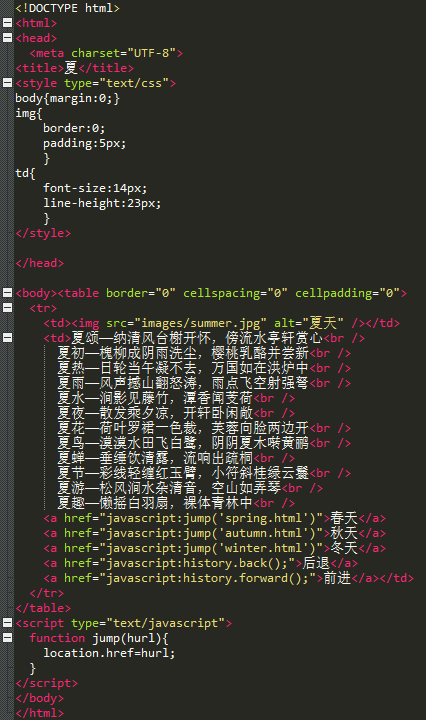 <!DOCTYPE html>
<html>
<head>
<meta charset="UTF-8">
<title>夏</title>
<style type="text/css">
body{margin:0;}
img{
border:0;
padding:5px;
}
td{
font-size:14px;
line-height:23px;
}
</style>
</head>
<body><table border="0" cellspacing="0" cellpadding="0">
<tr>
<td><img src="images/summer.jpg" alt="夏天" /></td>
<td>夏颂—纳清风台榭开怀，傍流水亭轩赏心<br />
夏初—槐柳成阴雨洗尘，樱桃乳酪并尝新<br />
夏热—日轮当午凝不去，万国如在洪炉中<br />
夏雨—风声撼山翻怒涛，雨点飞空射强弩<br />
夏水—涧影见藤竹，潭香闻芰荷<br />
夏夜—散发乘夕凉，开轩卧闲敞<br />
夏花—荷叶罗裙一色裁，芙蓉向脸两边开<br />
夏鸟—漠漠水田飞白鹭，阴阴夏木啭黄鹂<br />
夏蝉—垂緌饮清露，流响出疏桐<br />
夏节—彩线轻缠红玉臂，小符斜挂绿云鬟<br />
夏游—松风涧水杂清音，空山如弄琴<br />
夏趣—懒摇白羽扇，裸体青林中<br />
<a href="javascript:jump('spring.html')">春天</a>
<a href="javascript:jump('autumn.html')">秋天</a>
<a href="javascript:jump('winter.html')">冬天</a>
<a href="javascript:history.back();">后退</a>
<a href="javascript:history.forward();">前进</a></td>
</tr>
</table>
<script type="text/javascript">
function jump(hurl){
location.href=hurl;
}
</script>
</body>
</html>